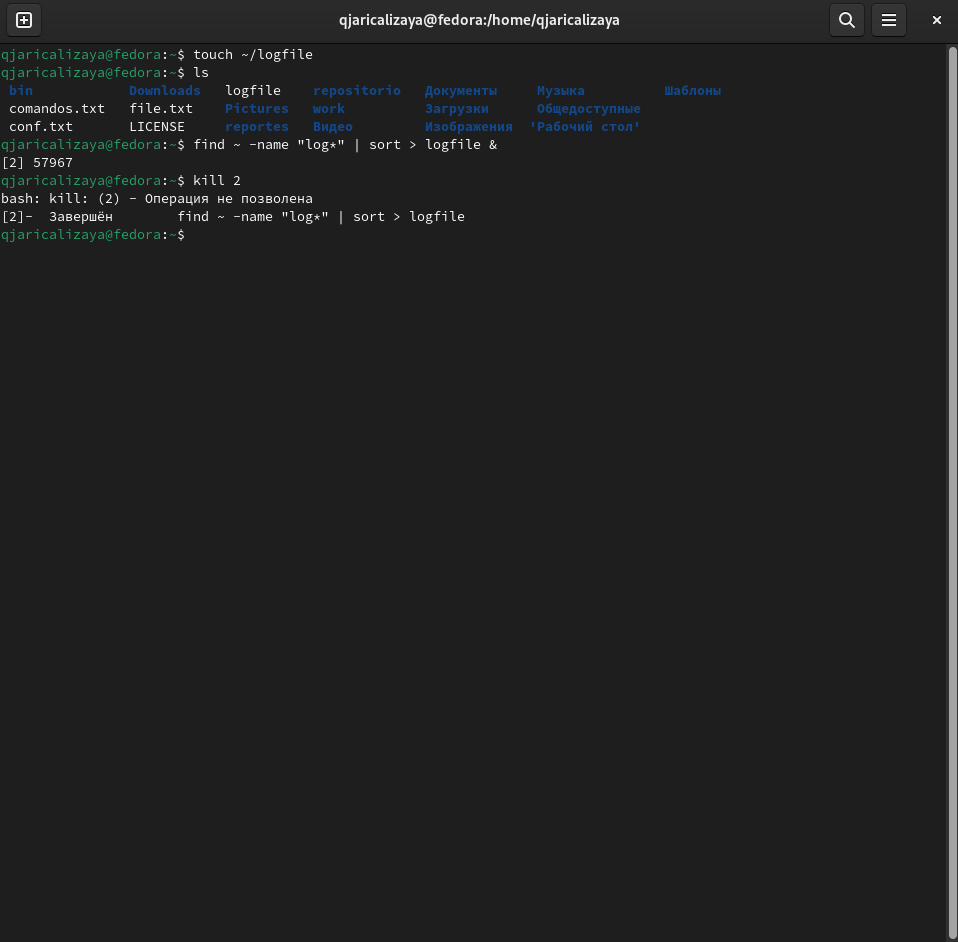 qjaricalizaya@fedora:/home/qjaricalizaya
qjaricalizaya@fedora:~$ touch ~/logfile
qjaricalizaya@fedora:~$ ls
bin Downloads logfile repositorio Документы Музыка Шаблоны
comandos.txt file.txt Pictures work Загрузки Общедоступные
conf.txt LICENSE reportes Видео Изображения 'Рабочий стол'
qjaricalizaya@fedora:~$ find ~ -name "log*" | sort > logfile &
[2] 57967
qjaricalizaya@fedora:~$ kill 2
bash: kill: (2) - Операция не позволена
[2]- Завершён find ~ -name "log*" | sort > logfile
qjaricalizaya@fedora:~$